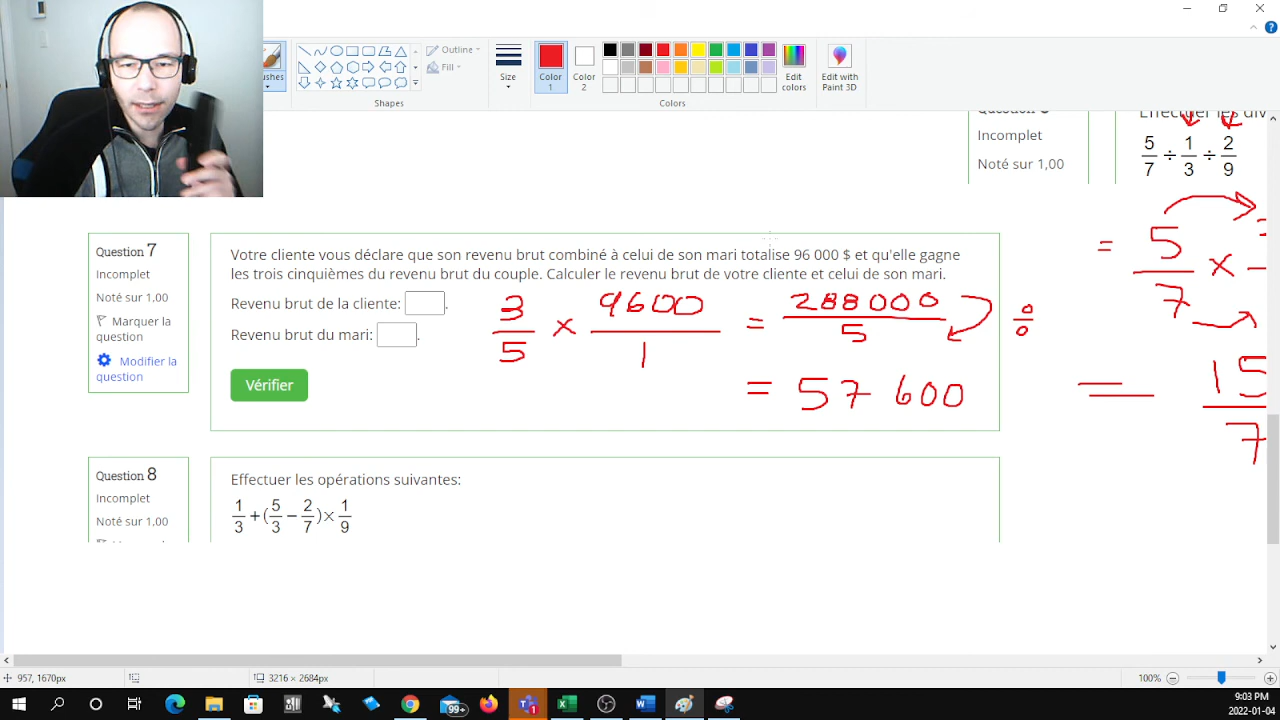 Outline
Fill
ushes
Shapes
Size
Color
1
Color
2
Edit
colors
Edit with
Paint 3D
Colors
Incomplet
Noté sur 1,00
Effectuer les div
5/7 ÷ 1/3 ÷ 2/9
= 5/7 ×
= 15/7
Question 7
Incomplet
Noté sur 1,00
Marquer la
question
Modifier la
question
Votre cliente vous déclare que son revenu brut combiné à celui de son mari totalise 96 000 $ et qu'elle gagne
les trois cinquièmes du revenu brut du couple. Calculer le revenu brut de votre cliente et celui de son mari.
Revenu brut de la cliente: .
Revenu brut du mari: .
Vérifier
3/5 × 9600/1 = 288000/5 ÷
= 57 600
Question 8
Incomplet
Noté sur 1,00
Effectuer les opérations suivantes:
1/3+(5/3−2/7)×1/9
957, 1670px
3216 × 2684px
100%
99+
1
9:03 PM
2022-01-04